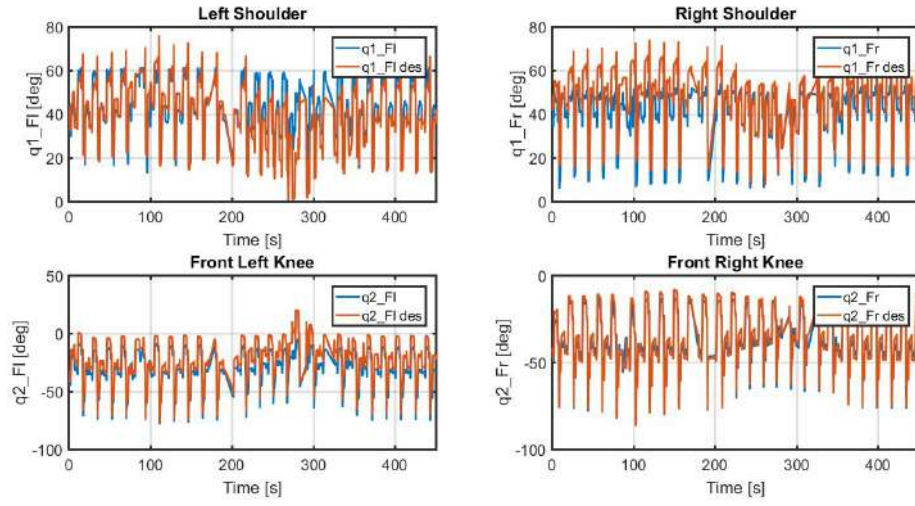 Left Shoulder
80
60
40
20
0
q1_Fl [deg]
q1_Fl
q1_Fl des
0 100 200 300 400
Time [s]
Right Shoulder
80
60
40
20
0
q1_Fr [deg]
q1_Fr
q1_Fr des
0 100 200 300 400
Time [s]
Front Left Knee
50
0
-50
-100
q2_Fl [deg]
q2_Fl
q2_Fl des
0 100 200 300 400
Time [s]
Front Right Knee
0
-50
-100
q2_Fr [deg]
q2_Fr
q2_Fr des
0 100 200 300 400
Time [s]